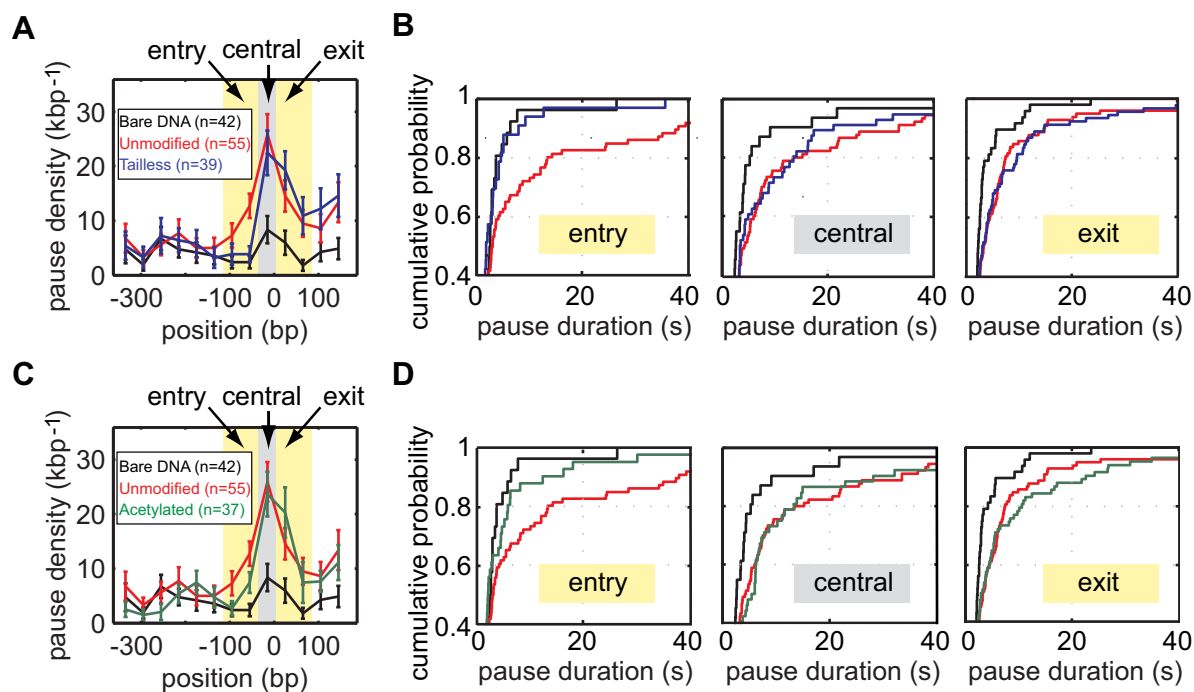 A
entry central exit
pause density (kbp-1)
30
20
10
0
Bare DNA (n=42)
Unmodified (n=55)
Tailless (n=39)
-300 -100 0 100
position (bp)
B
cumulative probability
1
0.8
0.6
0.4
entry
0 20 40
pause duration (s)
central
0 20 40
pause duration (s)
exit
0 20 40
pause duration (s)
C
entry central exit
pause density (kbp-1)
30
20
10
0
Bare DNA (n=42)
Unmodified (n=55)
Acetylated (n=37)
-300 -100 0 100
position (bp)
D
cumulative probability
1
0.8
0.6
0.4
entry
0 20 40
pause duration (s)
central
0 20 40
pause duration (s)
exit
0 20 40
pause duration (s)